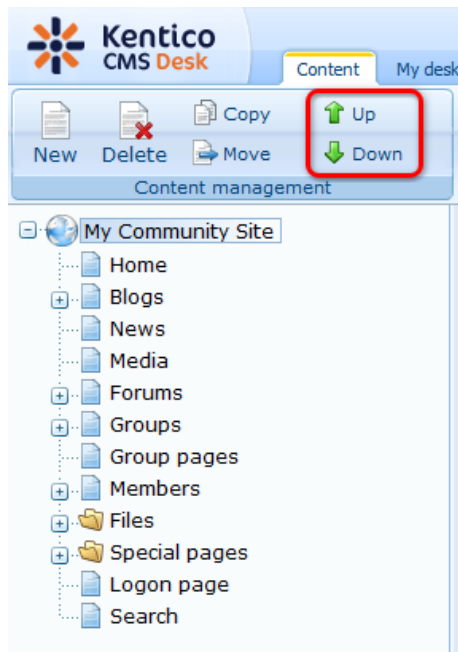 Kentico
CMS Desk
Content My desk
Copy Up
New Delete Move Down
Content management
My Community Site
Home
Blogs
News
Media
Forums
Groups
Group pages
Members
Files
Special pages
Logon page
Search